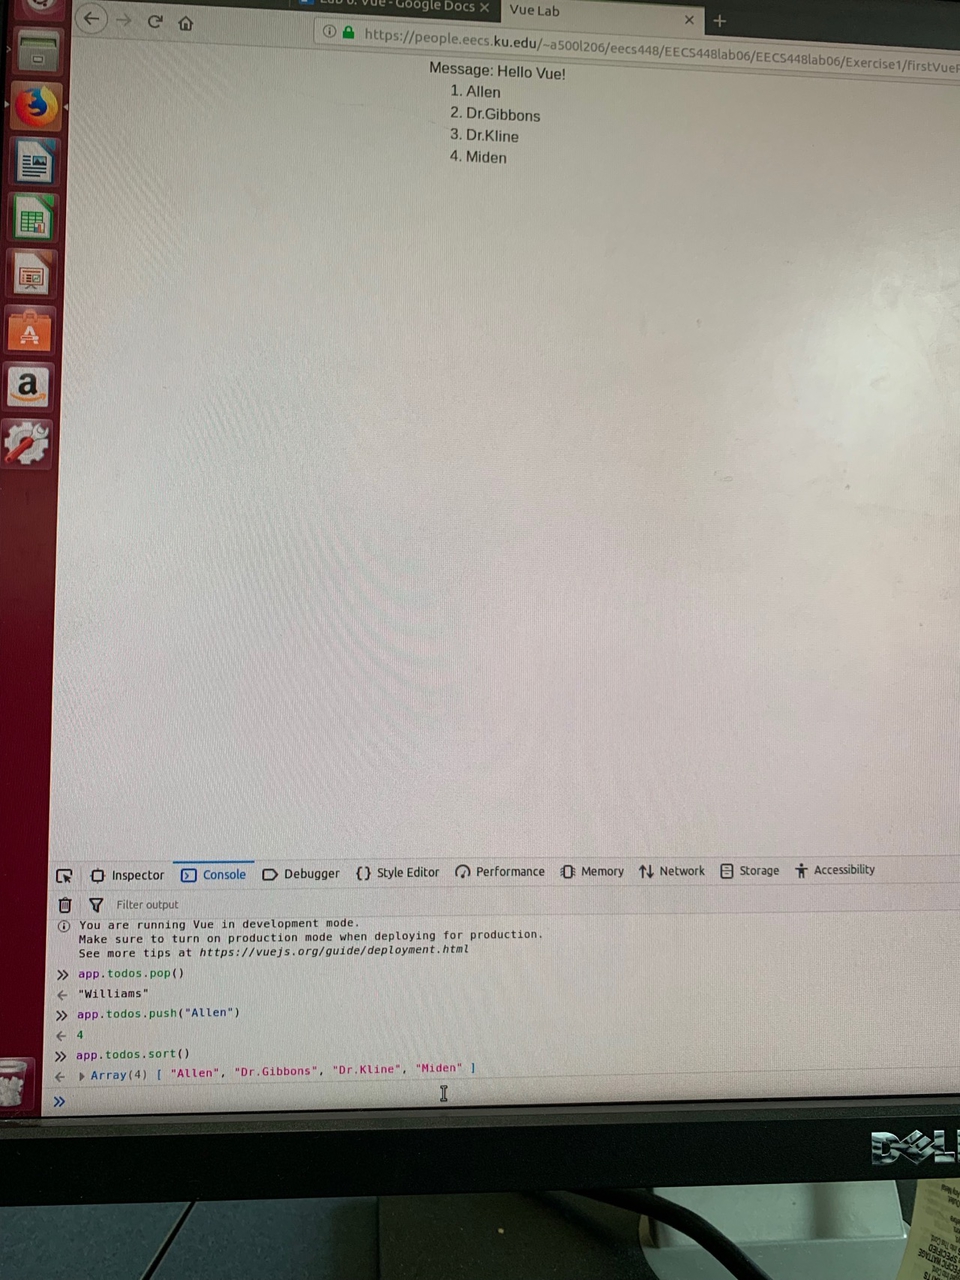 Vue - Google Docs
Vue Lab
https://people.eecs.ku.edu/~a500l206/eecs448/EECS448lab06/EECS448lab06/Exercise1/firstVueP
Message: Hello Vue!
1. Allen
2. Dr.Gibbons
3. Dr.Kline
4. Miden
Inspector Console Debugger {} Style Editor Performance Memory Network Storage Accessibility
Filter output
You are running Vue in development mode.
Make sure to turn on production mode when deploying for production.
See more tips at https://vuejs.org/guide/deployment.html
app.todos.pop()
"Williams"
app.todos.push("Allen")
4
app.todos.sort()
Array(4) [ "Allen", "Dr.Gibbons", "Dr.Kline", "Miden" ]
DELL